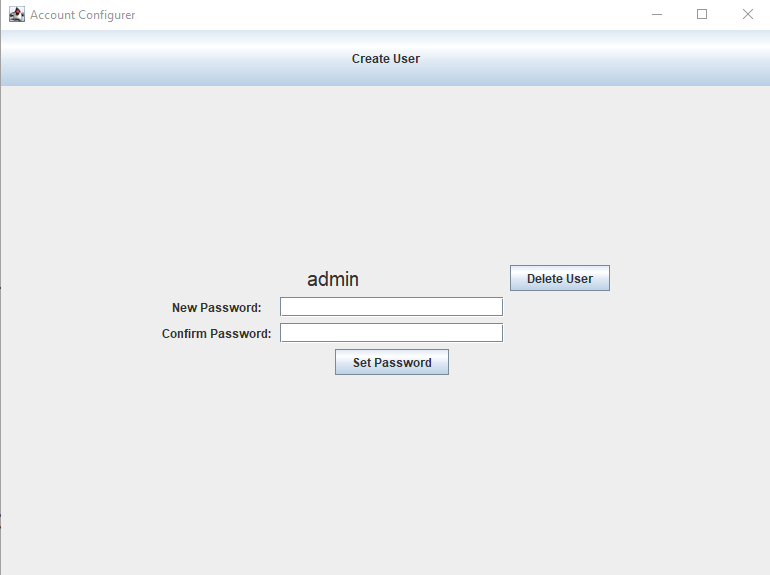 Account Configurer
Create User
admin
Delete User
New Password:
Confirm Password:
Set Password